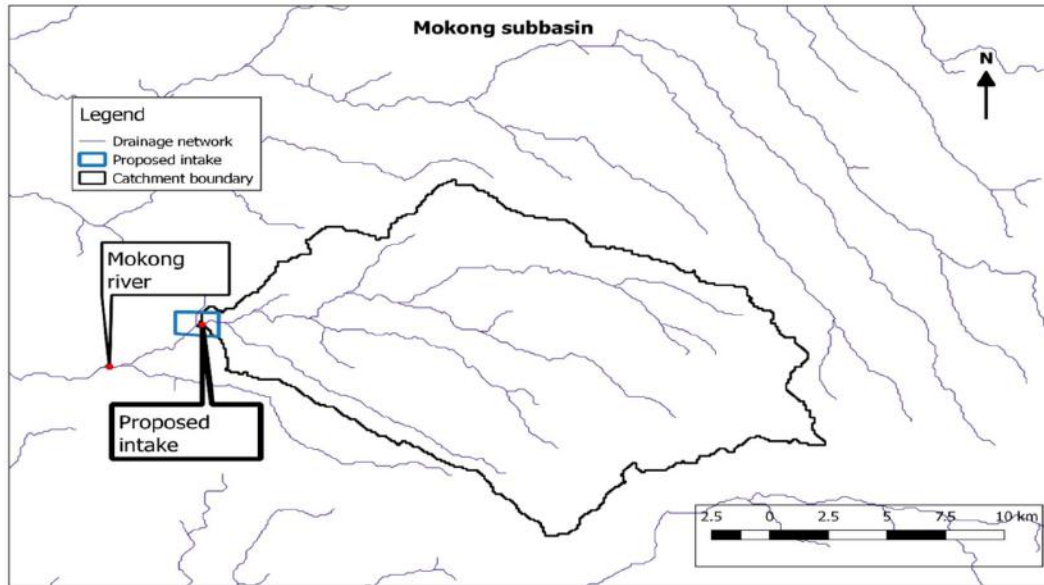 Mokong subbasin
N
Legend
Drainage network
Proposed intake
Catchment boundary
Mokong
river
Proposed
intake
2.5 0 2.5 5 7.5 10 km